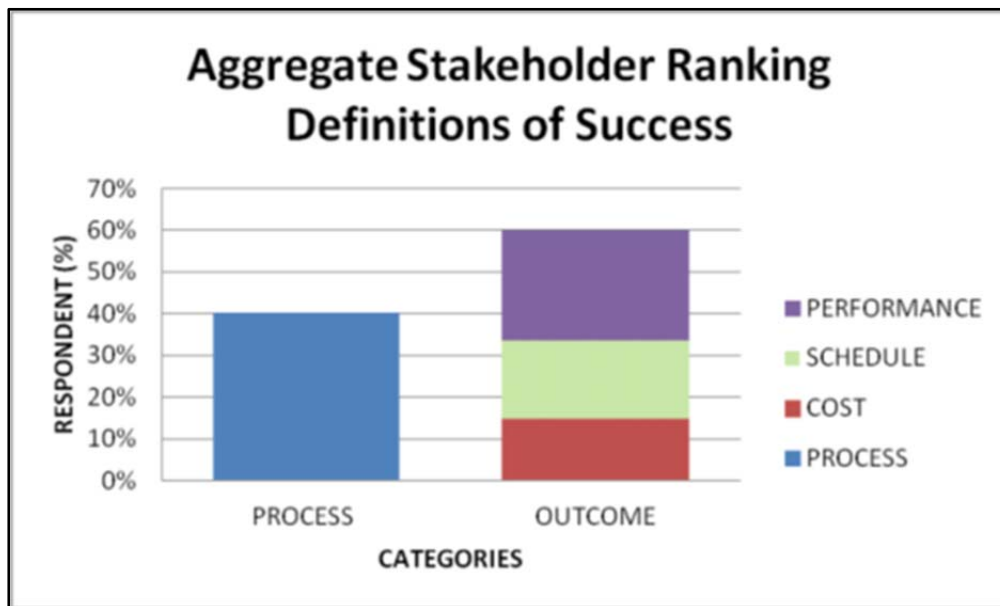 Aggregate Stakeholder Ranking
Definitions of Success
70%
60%
50%
40%
30%
20%
10%
0%
RESPONDENT (%)
PROCESS
OUTCOME
CATEGORIES
PERFORMANCE
SCHEDULE
COST
PROCESS